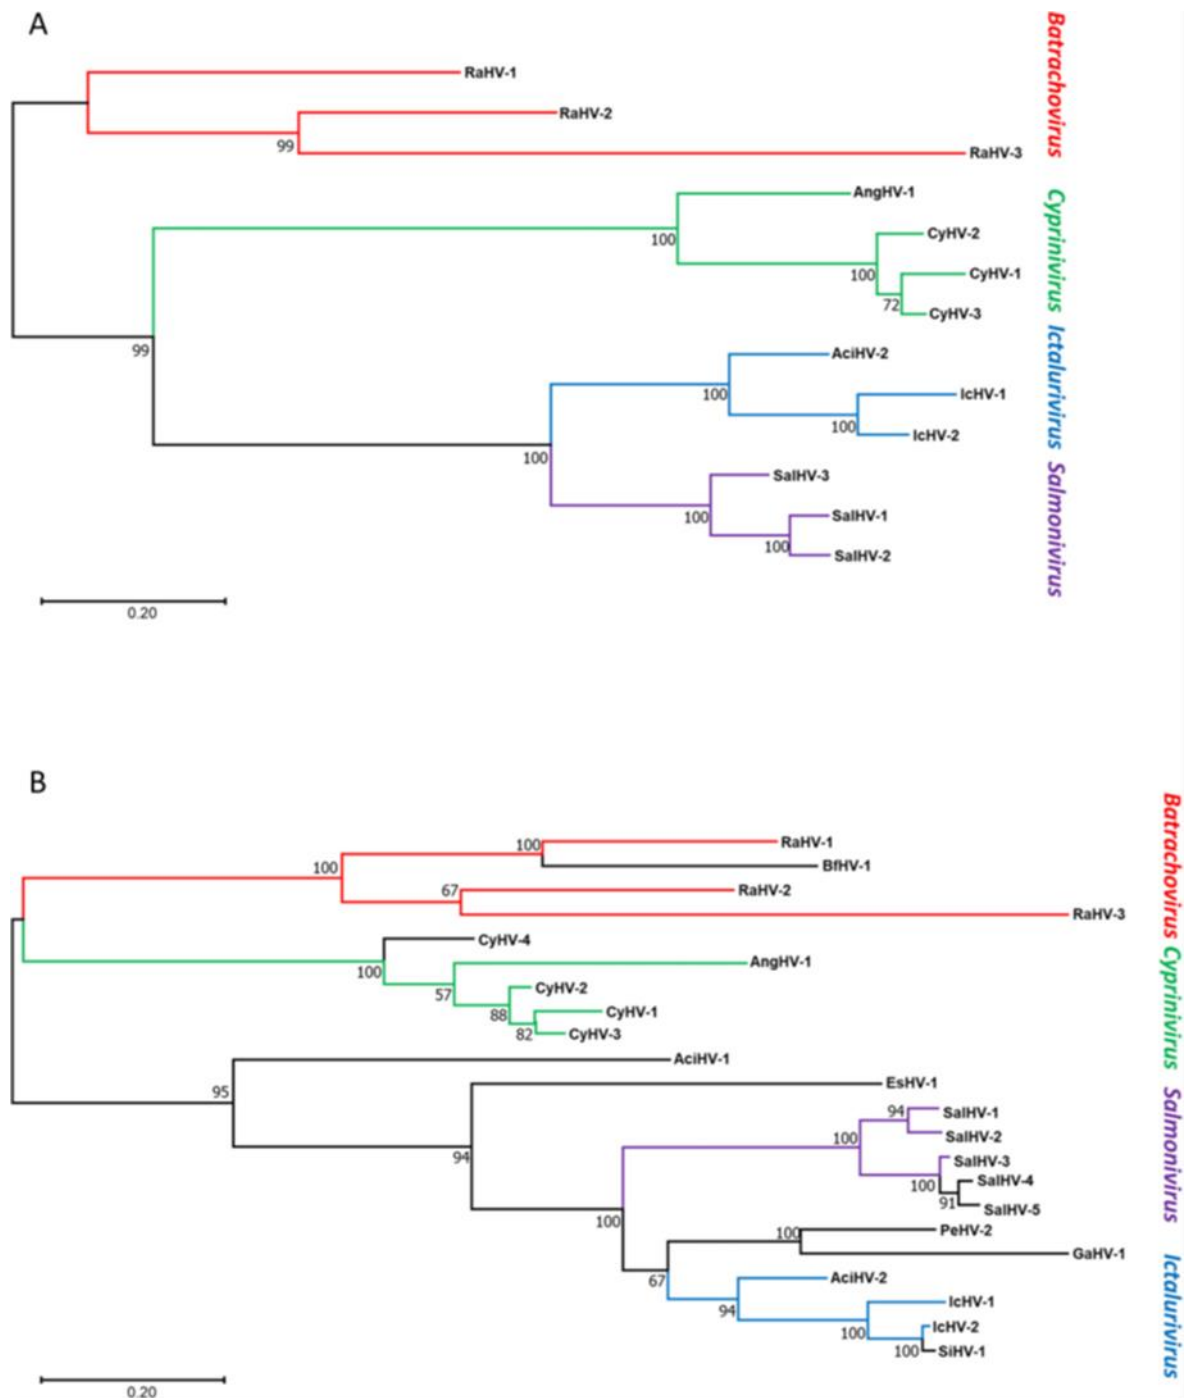 A
Batrachovirus
RaHV-1
RaHV-2
99
RaHV-3
Cyprinivirus
AngHV-1
100
CyHV-2
100
CyHV-1
72
CyHV-3
Ictalurivirus
99
AciHV-2
100
IcHV-1
100
IcHV-2
100
Salmonivirus
SalHV-3
100
SalHV-1
100
SalHV-2
0.20
B
Batrachovirus
100
RaHV-1
100
BfHV-1
67
RaHV-2
RaHV-3
Cyprinivirus
CyHV-4
100
AngHV-1
57
CyHV-2
88
CyHV-1
82
CyHV-3
AciHV-1
95
EsHV-1
94
Salmonivirus
94
SalHV-1
100
SalHV-2
SalHV-3
100
SalHV-4
91
SalHV-5
100
100
PeHV-2
GaHV-1
67
Ictalurivirus
AciHV-2
94
IcHV-1
100
IcHV-2
100
SiHV-1
0.20